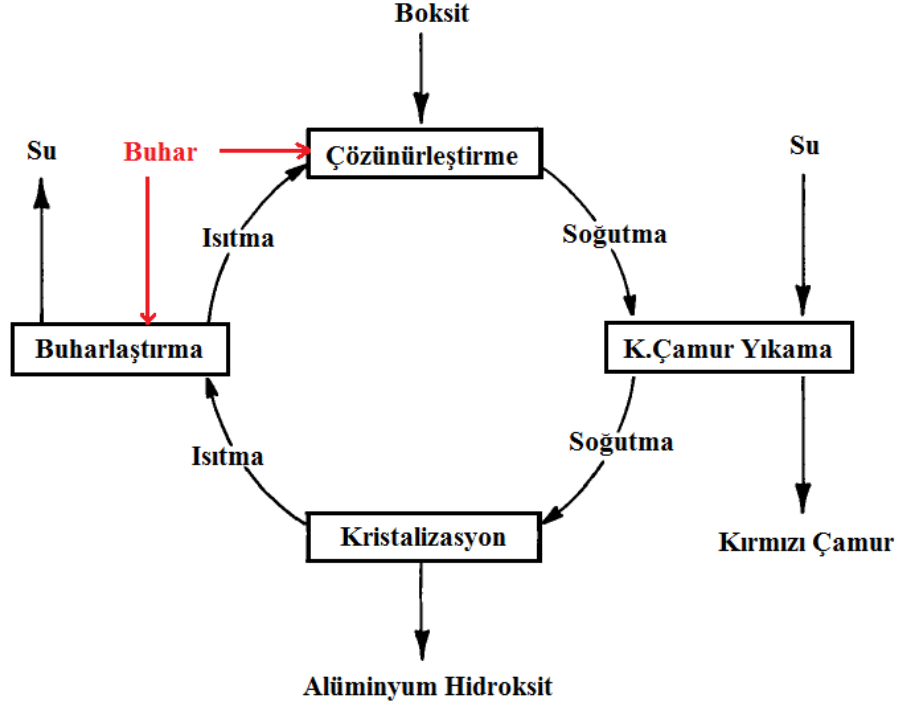 Boksit
Su
Buhar
Çözünürleştirme
Su
Isıtma
Soğutma
Buharlaştırma
K.Çamur Yıkama
Isıtma
Soğutma
Kristalizasyon
Kırmızı Çamur
Alüminyum Hidroksit